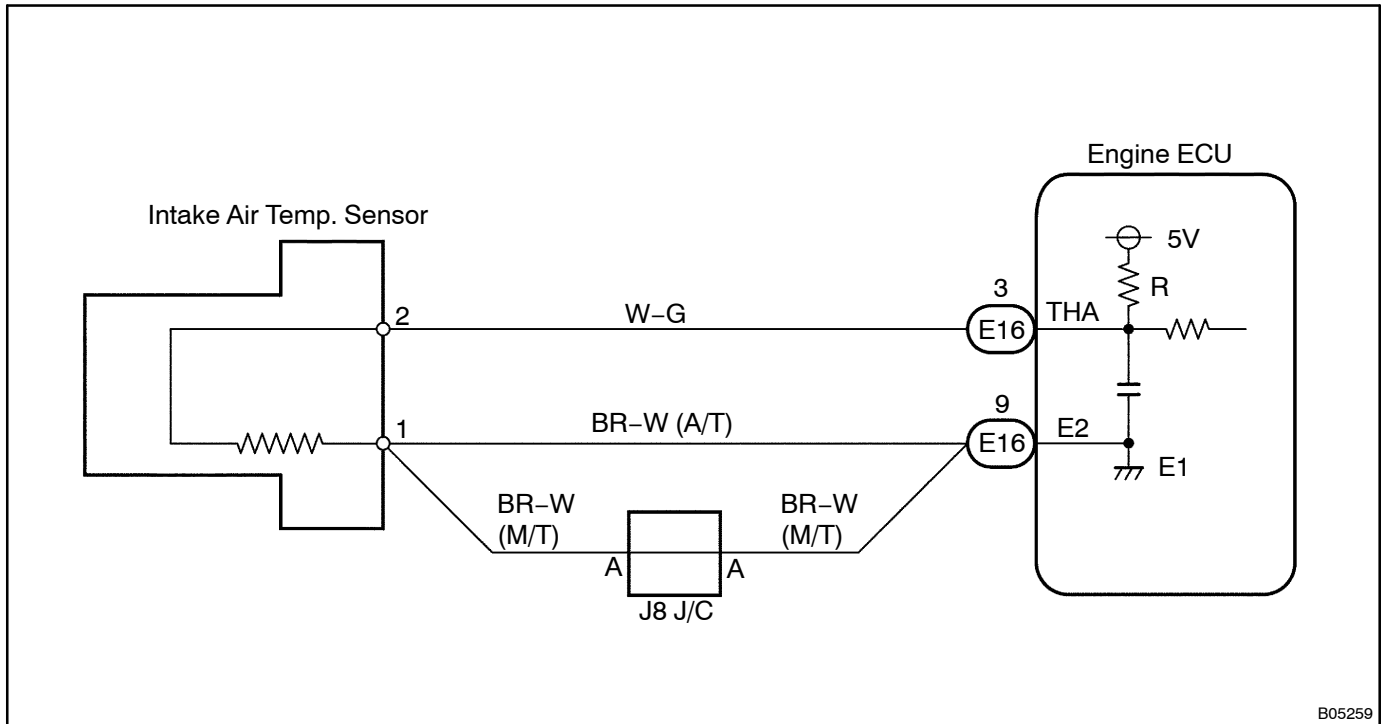 Engine ECU
Intake Air Temp. Sensor
5V
R
2
W–G
3
E16
THA
1
BR–W (A/T)
9
E16
E2
E1
BR–W
(M/T)
BR–W
(M/T)
A
A
J8 J/C
B05259